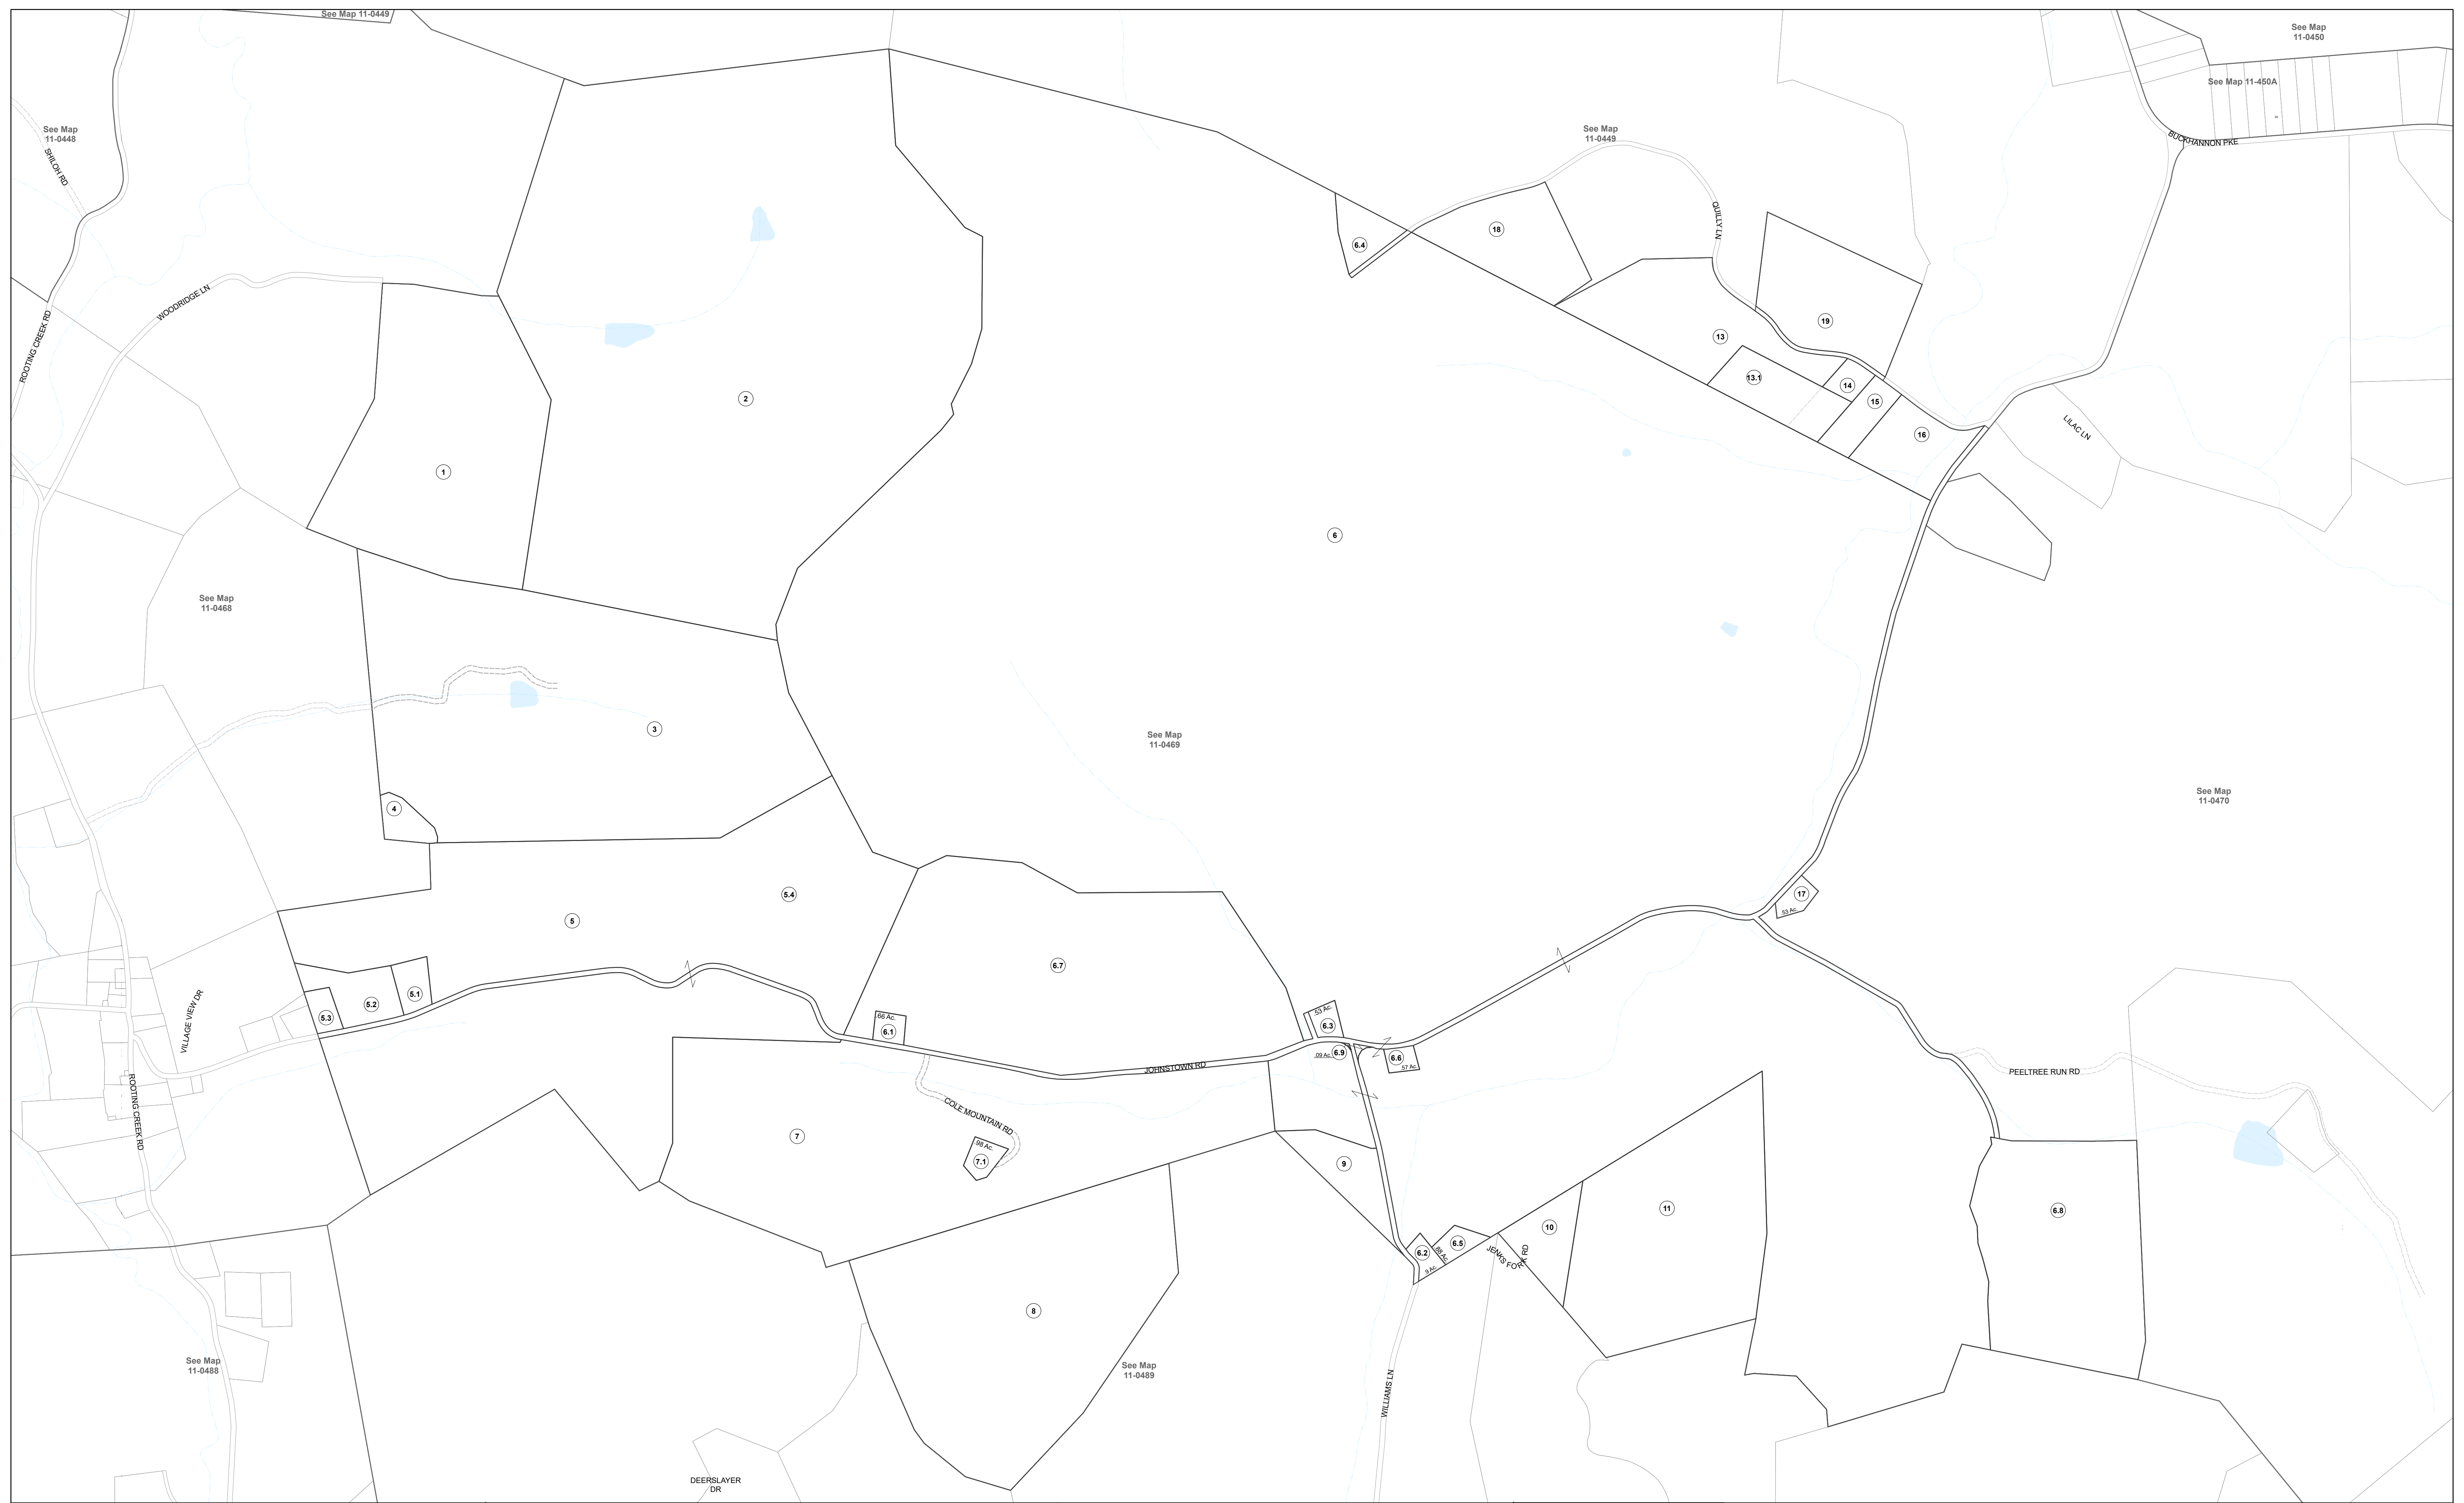 See Map 11-0449
See Map
11-0450
See Map 11-450A
See Map
11-0448
SHILOH RD
See Map
11-0449
BUCKHANNON PKE
QUILLY LN
18
6.4
WOODRIDGE LN
ROOTING CREEK RD
19
13
13.1
14
15
16
LILAC LN
2
1
6
See Map
11-0468
3
See Map
11-0469
See Map
11-0470
4
5.4
5
17
.53 Ac.
6.7
5.1
5.2
5.3
VILLAGE VIEW DR
.66 Ac.
6.1
.53 Ac.
6.3
6.9
.09 Ac.
6.6
.57 Ac.
JOHNSTOWN RD
PEELTREE RUN RD
ROOTING CREEK RD
COLE MOUNTAIN RD
7
.98 Ac.
7.1
9
11
6.8
10
6.5
6.2
.88 Ac.
.9 Ac.
JENKS FORK RD
8
See Map
11-0488
See Map
11-0489
WILLIAMS LN
DEERSLAYER
DR